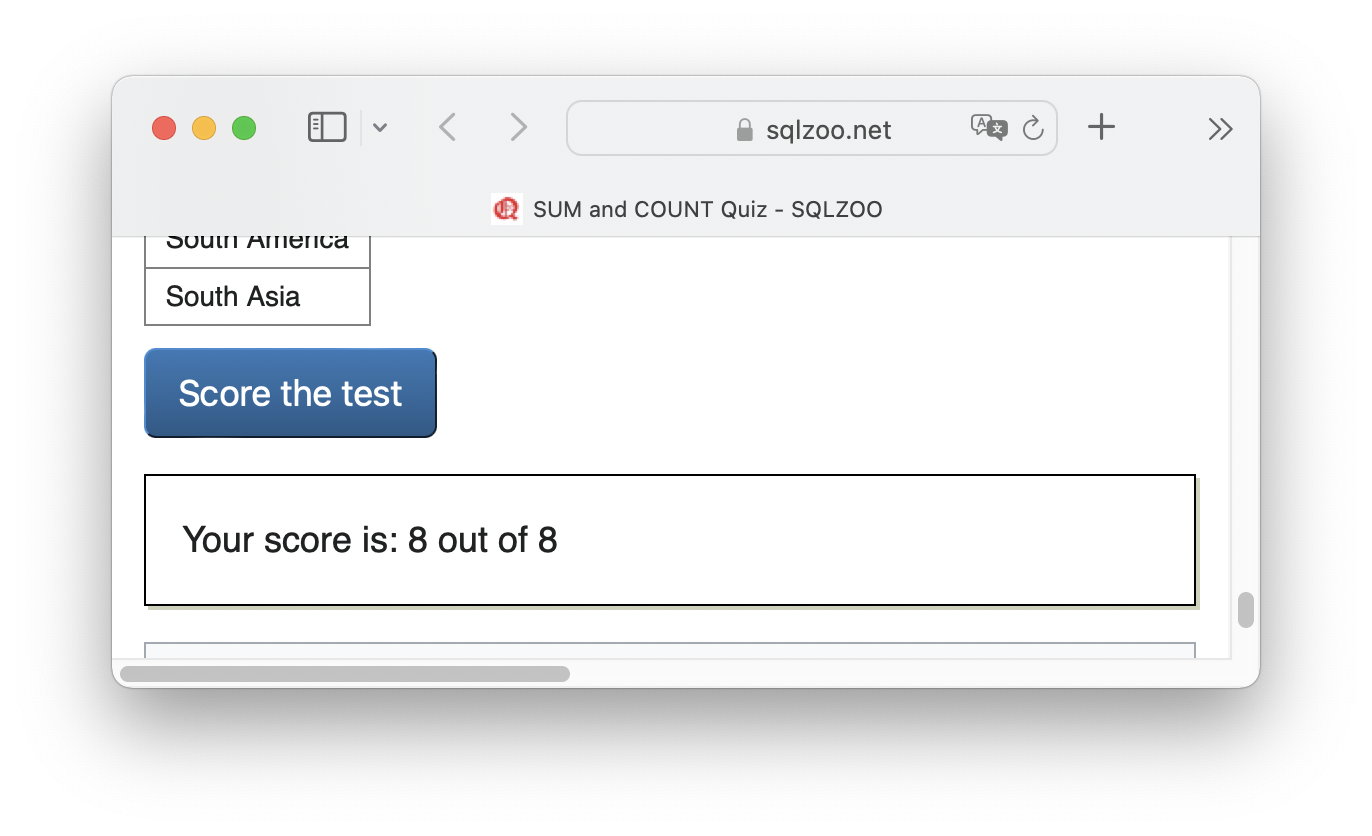 sqlzoo.net
SUM and COUNT Quiz - SQLZOO
South America
South Asia
Score the test
Your score is: 8 out of 8